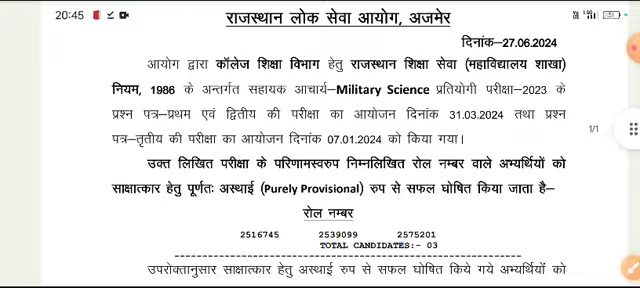 20:45
राजस्थान लोक सेवा आयोग, अजमेर
दिनांक–27.06.2024
आयोग द्वारा कॉलेज शिक्षा विभाग हेतु राजस्थान शिक्षा सेवा (महाविद्यालय शाखा)
नियम, 1986 के अन्तर्गत सहायक आचार्य–Military Science प्रतियोगी परीक्षा–2023 के
प्रश्न पत्र–प्रथम एवं द्वितीय की परीक्षा का आयोजन दिनांक 31.03.2024 तथा प्रश्न
पत्र–तृतीय की परीक्षा का आयोजन दिनांक 07.01.2024 को किया गया।
1/1
उक्त लिखित परीक्षा के परिणामस्वरुप निम्नलिखित रोल नम्बर वाले अभ्यर्थियों को
साक्षात्कार हेतु पूर्णतः अस्थाई (Purely Provisional) रुप से सफल घोषित किया जाता है–
रोल नम्बर
2516745 2539099 2575201
TOTAL CANDIDATES:- 03
उपरोक्तानुसार साक्षात्कार हेतु अस्थाई रुप से सफल घोषित किये गये अभ्यर्थियों को